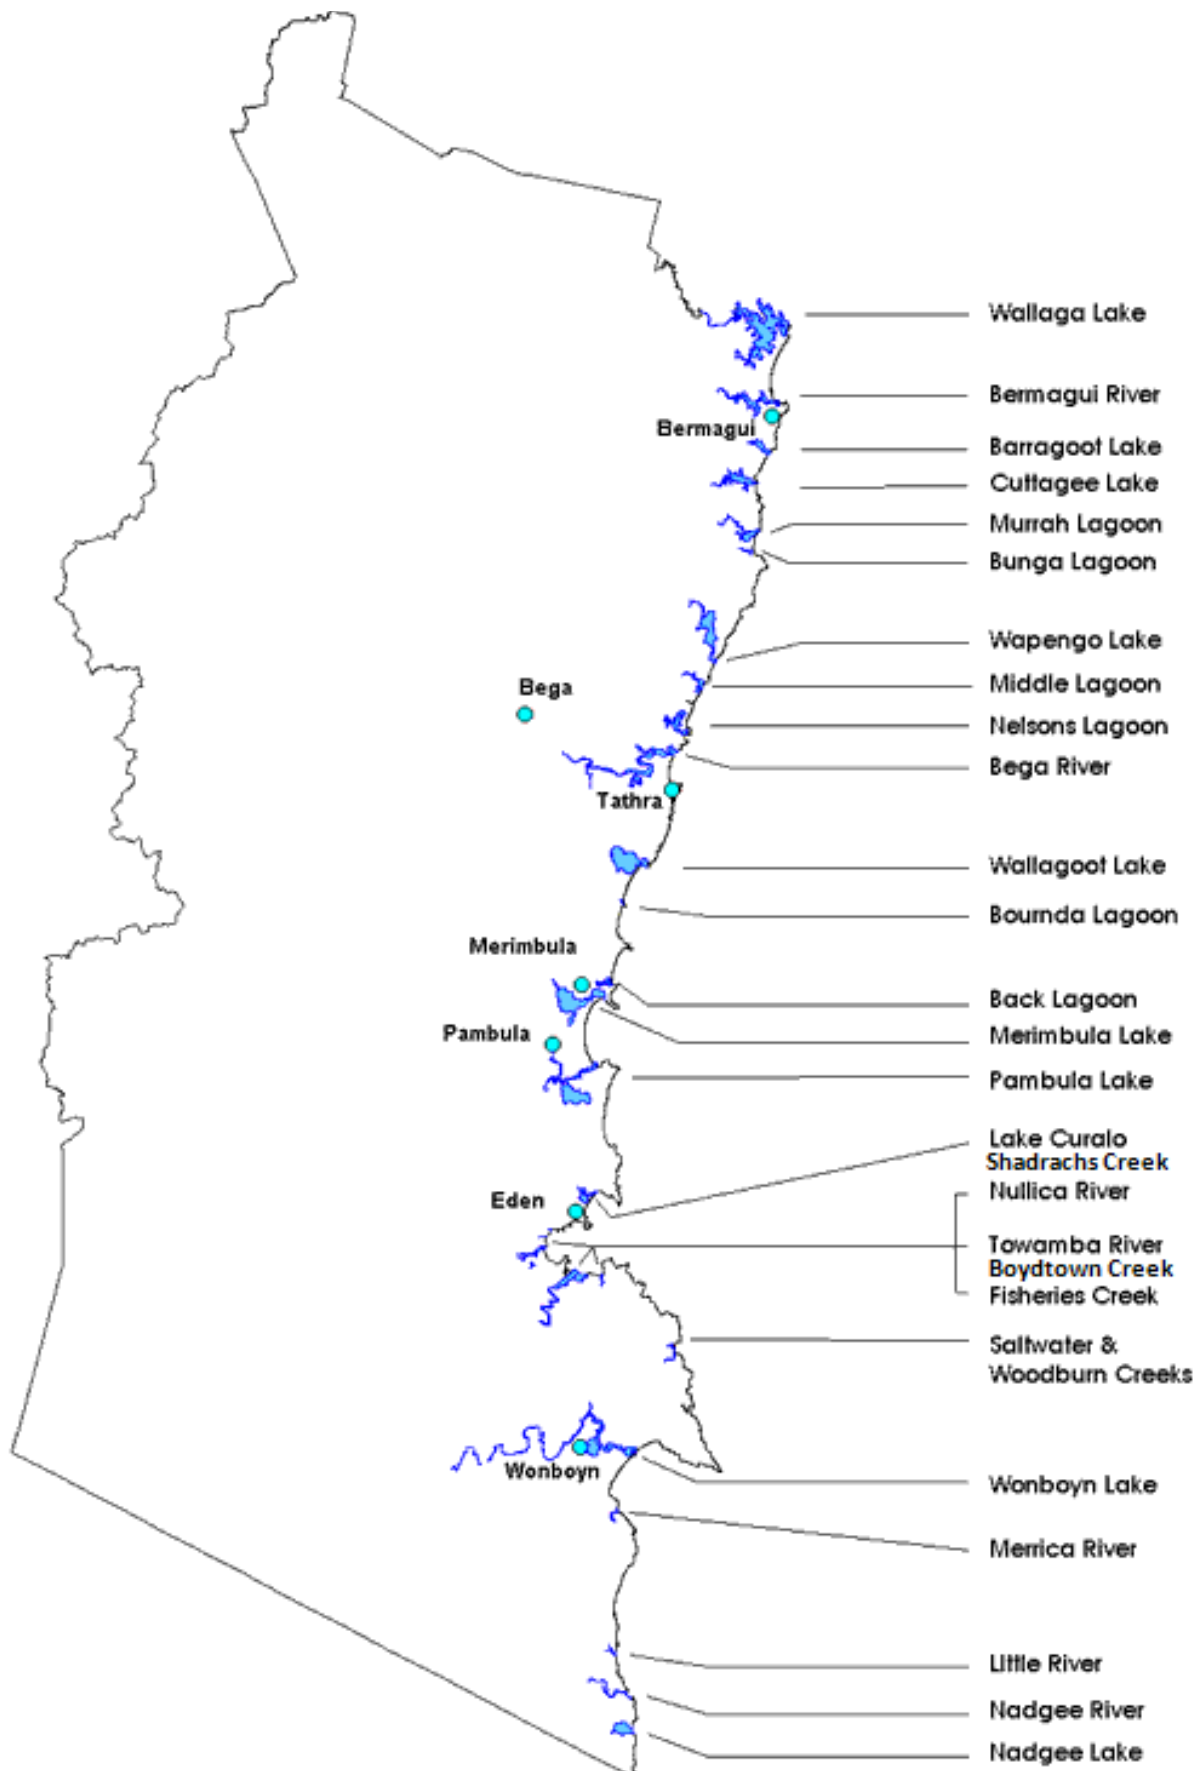 Wallaga Lake
Bermagui River
Bermagui
Barragoot Lake
Cuttagee Lake
Murrah Lagoon
Bunga Lagoon
Wapengo Lake
Middle Lagoon
Bega
Nelsons Lagoon
Bega River
Tathra
Wallagoot Lake
Bournda Lagoon
Merimbula
Back Lagoon
Merimbula Lake
Pambula
Pambula Lake
Lake Curalo
Shadrachs Creek
Nullica River
Eden
Towamba River
Boydtown Creek
Fisheries Creek
Saltwater &
Woodburn Creeks
Wonboyn
Wonboyn Lake
Merrica River
Little River
Nadgee River
Nadgee Lake